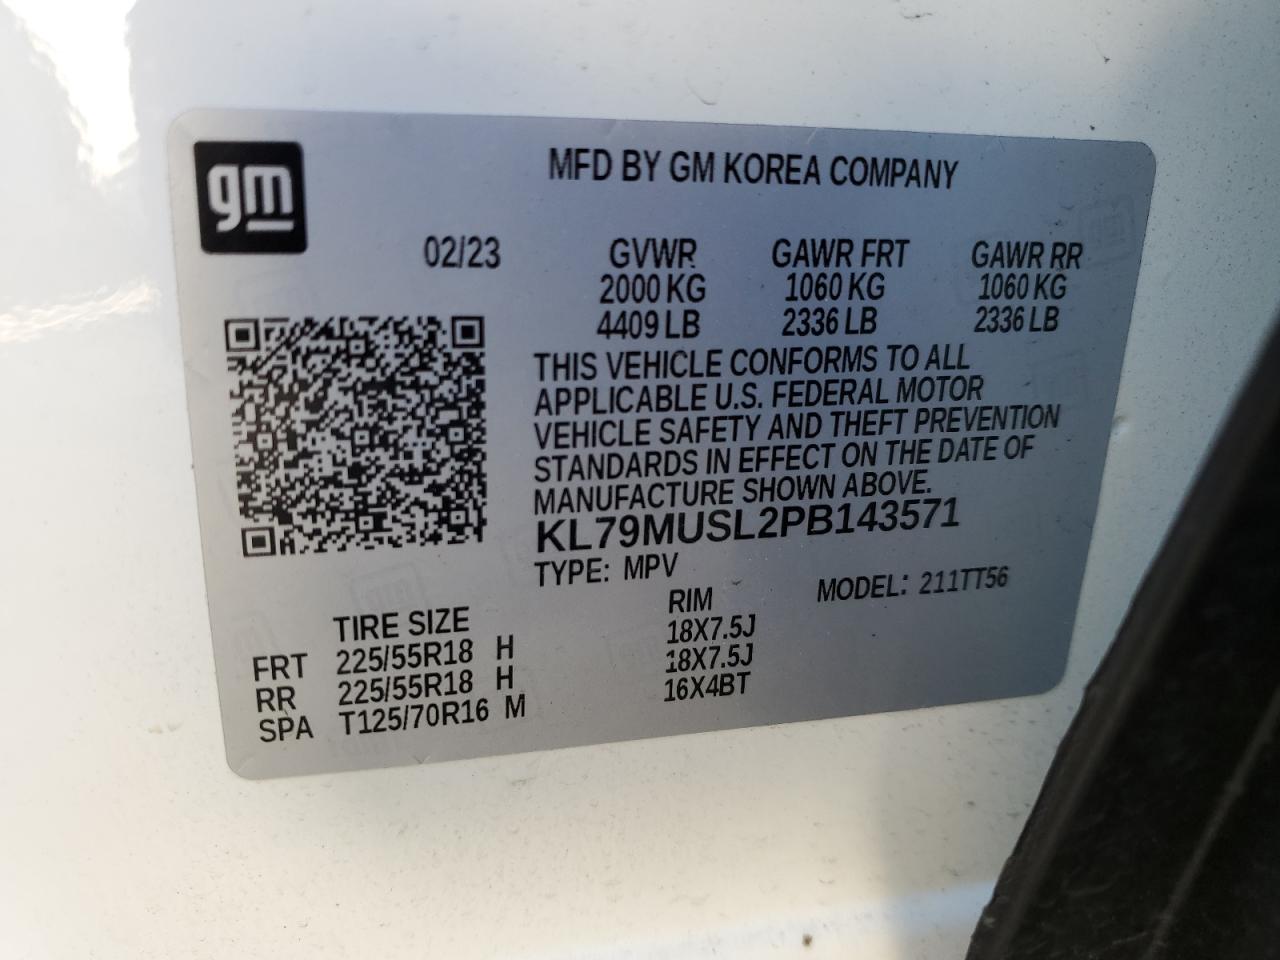 gm
MFD BY GM KOREA COMPANY
02/23 GVWR GAWR FRT GAWR RR
2000 KG 1060 KG 1060 KG
4409 LB 2336 LB 2336 LB
THIS VEHICLE CONFORMS TO ALL
APPLICABLE U.S. FEDERAL MOTOR
VEHICLE SAFETY AND THEFT PREVENTION
STANDARDS IN EFFECT ON THE DATE OF
MANUFACTURE SHOWN ABOVE.
KL79MUSL2PB143571
TYPE: MPV MODEL: 211TT56
TIRE SIZE RIM
FRT 225/55R18 H 18X7.5J
RR 225/55R18 H 18X7.5J
SPA T125/70R16 M 16X4BT